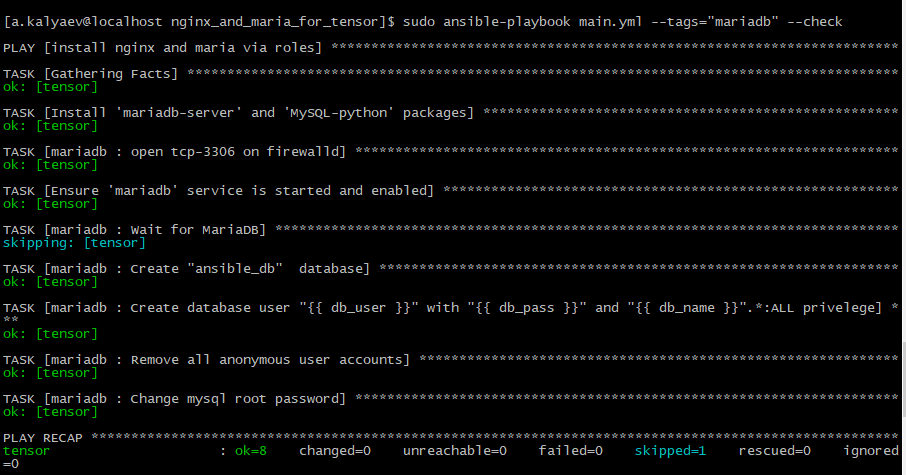 [a.kalyaev@localhost nginx_and_maria_for_tensor]$ sudo ansible-playbook main.yml --tags="mariadb" --check
PLAY [install nginx and maria via roles] ***********************************************************************
TASK [Gathering Facts] *****************************************************************************************
ok: [tensor]
TASK [Install 'mariadb-server' and 'MySQL-python' packages] ****************************************************
ok: [tensor]
TASK [mariadb : open tcp-3306 on firewalld] ********************************************************************
ok: [tensor]
TASK [Ensure 'mariadb' service is started and enabled] *********************************************************
ok: [tensor]
TASK [mariadb : Wait for MariaDB] ******************************************************************************
skipping: [tensor]
TASK [mariadb : Create "ansible_db"  database] *****************************************************************
ok: [tensor]
TASK [mariadb : Create database user "{{ db_user }}" with "{{ db_pass }}" and "{{ db_name }}".*:ALL privelege] *
**
ok: [tensor]
TASK [mariadb : Remove all anonymous user accounts] ************************************************************
ok: [tensor]
TASK [mariadb : Change mysql root password] ********************************************************************
ok: [tensor]
PLAY RECAP *****************************************************************************************************
tensor                     : ok=8    changed=0    unreachable=0    failed=0    skipped=1    rescued=0    ignored
=0